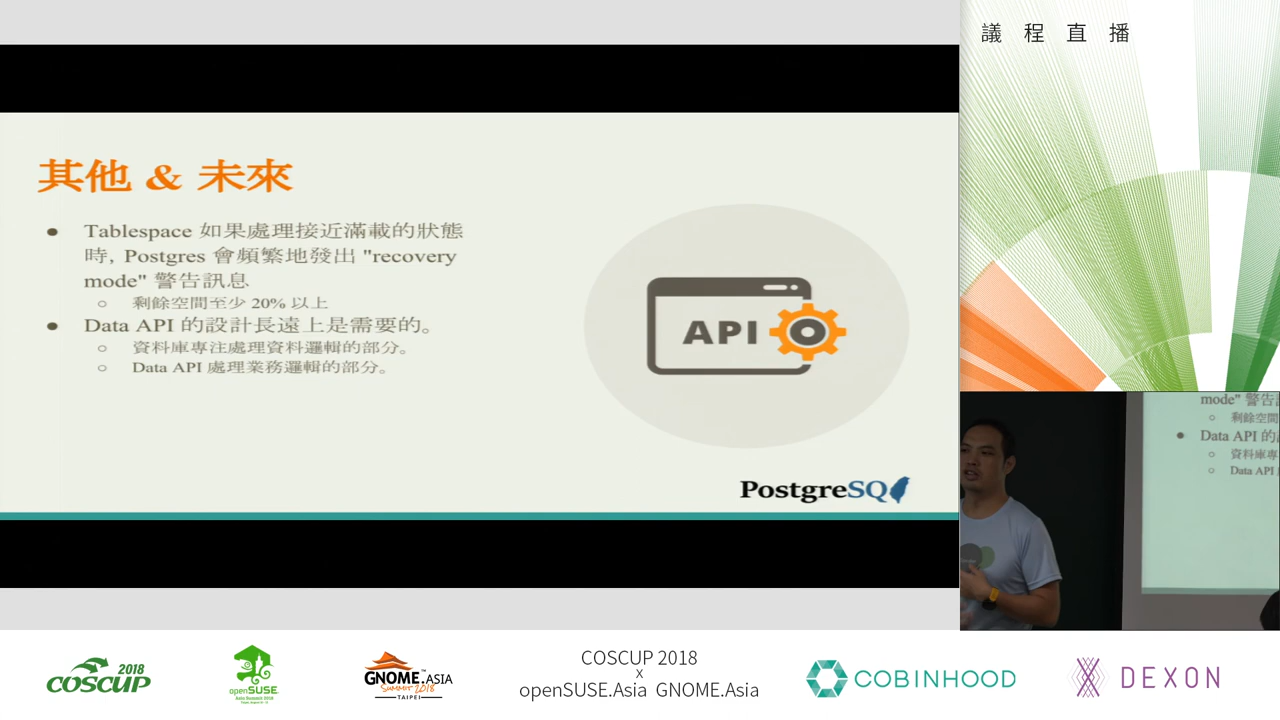 議程直播
其他 & 未來
Tablespace 如果處理接近滿載的狀態
時, Postgres 會頻繁地發出 "recovery
mode" 警告訊息
剩餘空間至少 20% 以上
Data API 的設計長遠上是需要的。
資料庫專注處理資料邏輯的部分。
Data API 處理業務邏輯的部分。
API
PostgreSQ
mode" 警告
剩餘空間
Data API 的
資料庫專
Data API
2018
COSCUP
openSUSE
GNOME.ASIA
SUMMIT 2018
TAIPEI
COSCUP 2018
x
openSUSE.Asia GNOME.Asia
COBINHOOD
DEXON